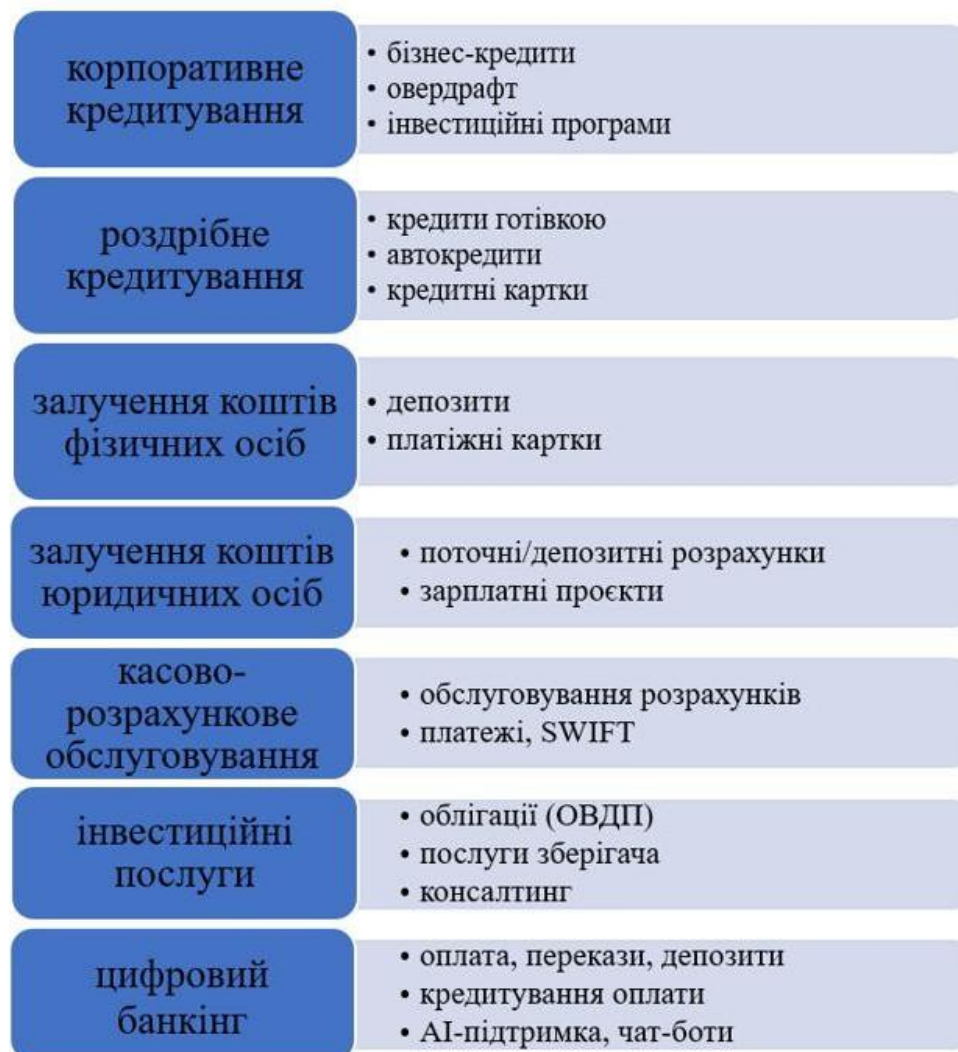 корпоративне
кредитування
• бізнес-кредити
• овердрафт
• інвестиційні програми
роздрібне
кредитування
• кредити готівкою
• автокредити
• кредитні картки
залучення коштів
фізичних осіб
• депозити
• платіжні картки
залучення коштів
юридичних осіб
• поточні/депозитні розрахунки
• зарплатні проєкти
касово-
розрахункове
обслуговування
• обслуговування розрахунків
• платежі, SWIFT
інвестиційні
послуги
• облігації (ОВДП)
• послуги зберігача
• консалтинг
цифровий
банкінг
• оплата, перекази, депозити
• кредитування оплати
• AI-підтримка, чат-боти